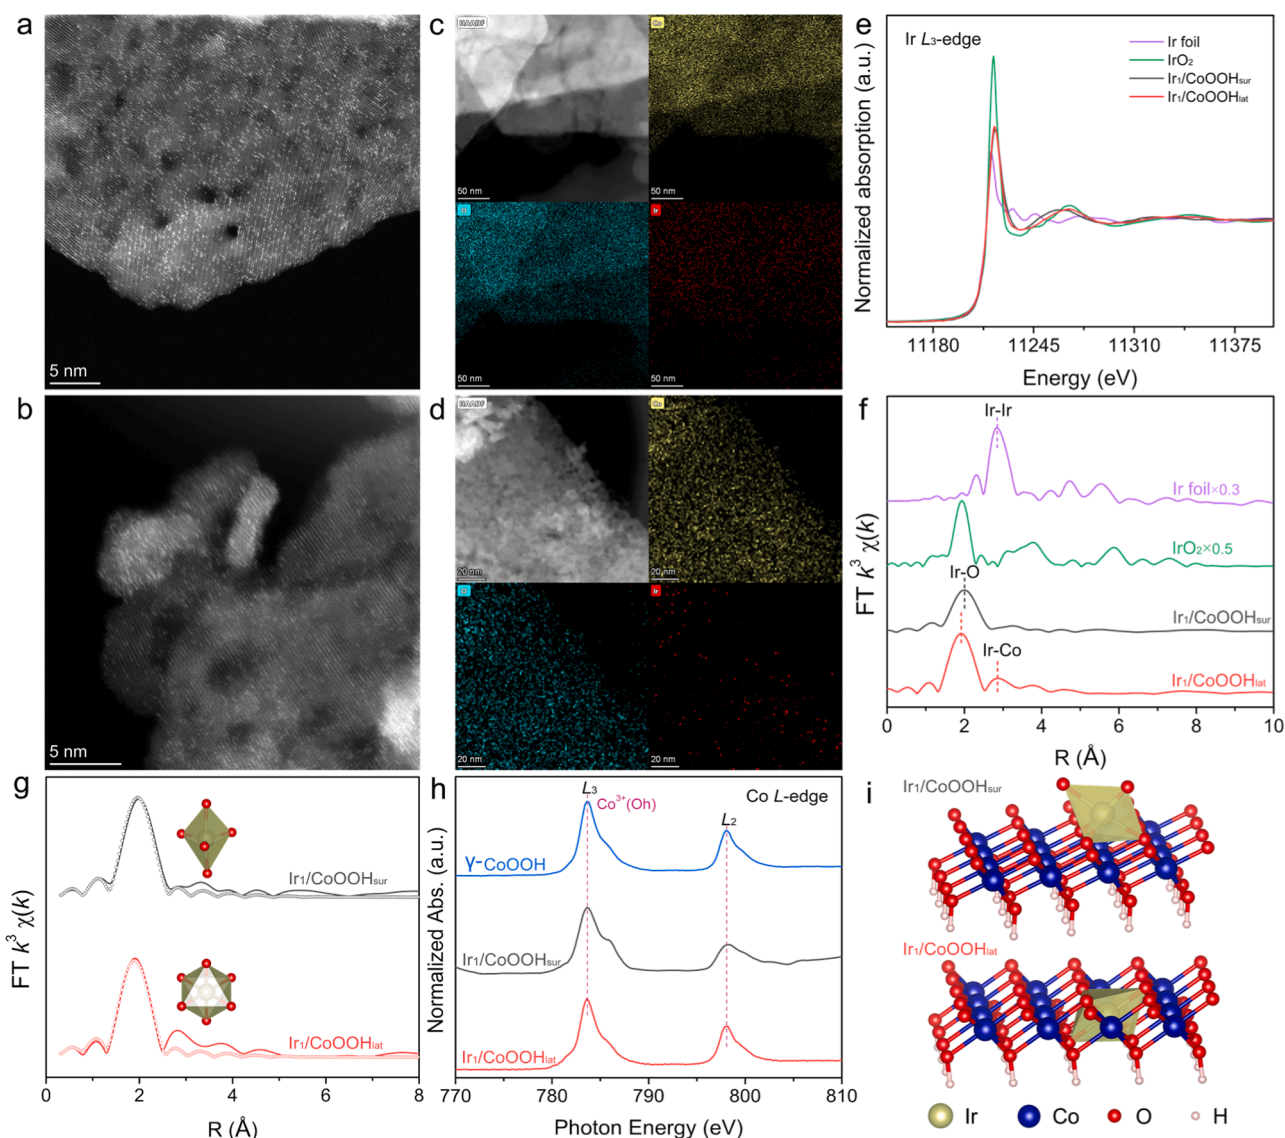 a
5 nm
b
5 nm
c
HAADF
Co
50 nm
50 nm
O
Ir
50 nm
50 nm
d
HAADF
Co
20 nm
20 nm
O
Ir
20 nm
20 nm
e
Ir L₃-edge
Ir foil
IrO₂
Ir₁/CoOOHsur
Ir₁/CoOOHlat
Normalized absorption (a.u.)
11180 11245 11310 11375
Energy (eV)
f
Ir-Ir
Ir foil×0.3
IrO₂×0.5
Ir-O
Ir₁/CoOOHsur
Ir-Co
Ir₁/CoOOHlat
FT k³ χ(k)
0 2 4 6 8 10
R (Å)
g
Ir₁/CoOOHsur
Ir₁/CoOOHlat
FT k³ χ(k)
0 2 4 6 8
R (Å)
h
L₃
Co³⁺(Oh)
Co L-edge
L₂
γ-CoOOH
Ir₁/CoOOHsur
Ir₁/CoOOHlat
Normalized Abs. (a.u.)
770 780 790 800 810
Photon Energy (eV)
i
Ir₁/CoOOHsur
Ir₁/CoOOHlat
Ir Co O H